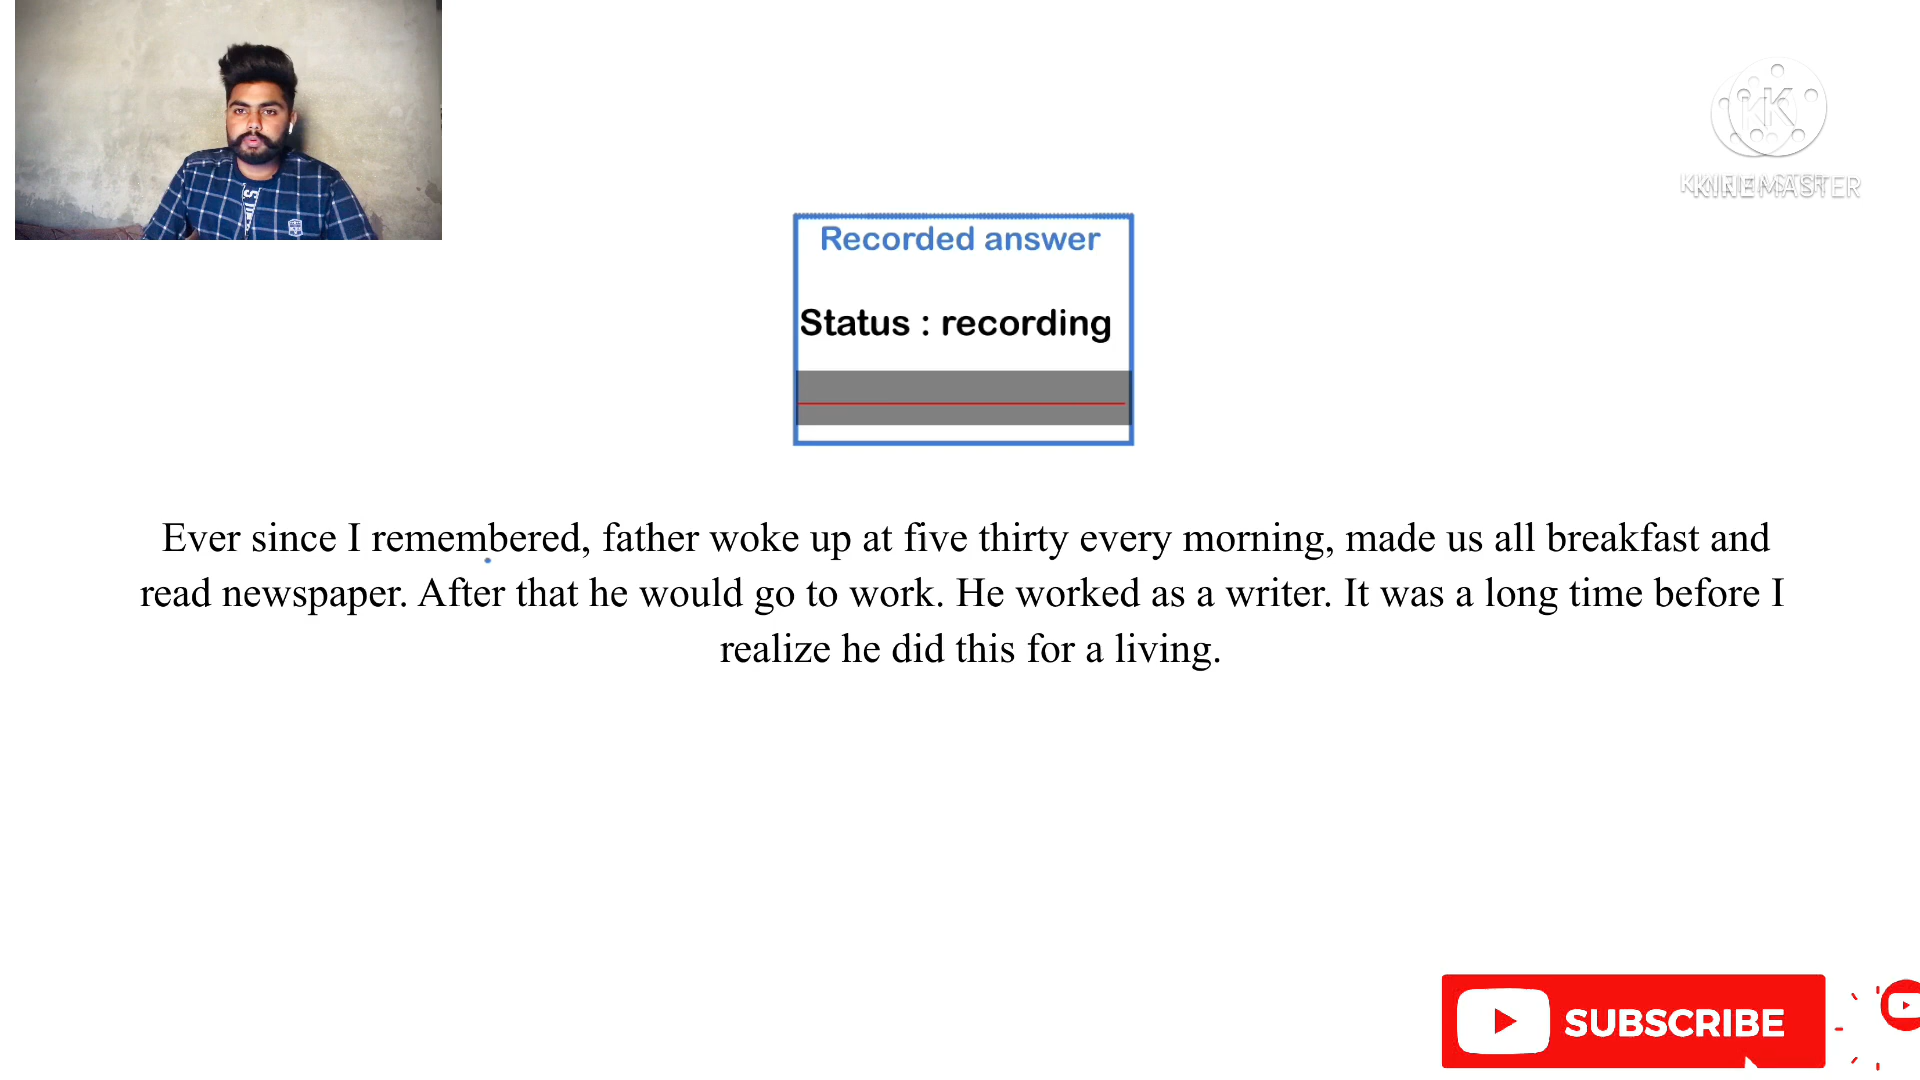 KINEMASTER
Recorded answer
Status : recording
Ever since I remembered, father woke up at five thirty every morning, made us all breakfast and
read newspaper. After that he would go to work. He worked as a writer. It was a long time before I
realize he did this for a living.
SUBSCRIBE